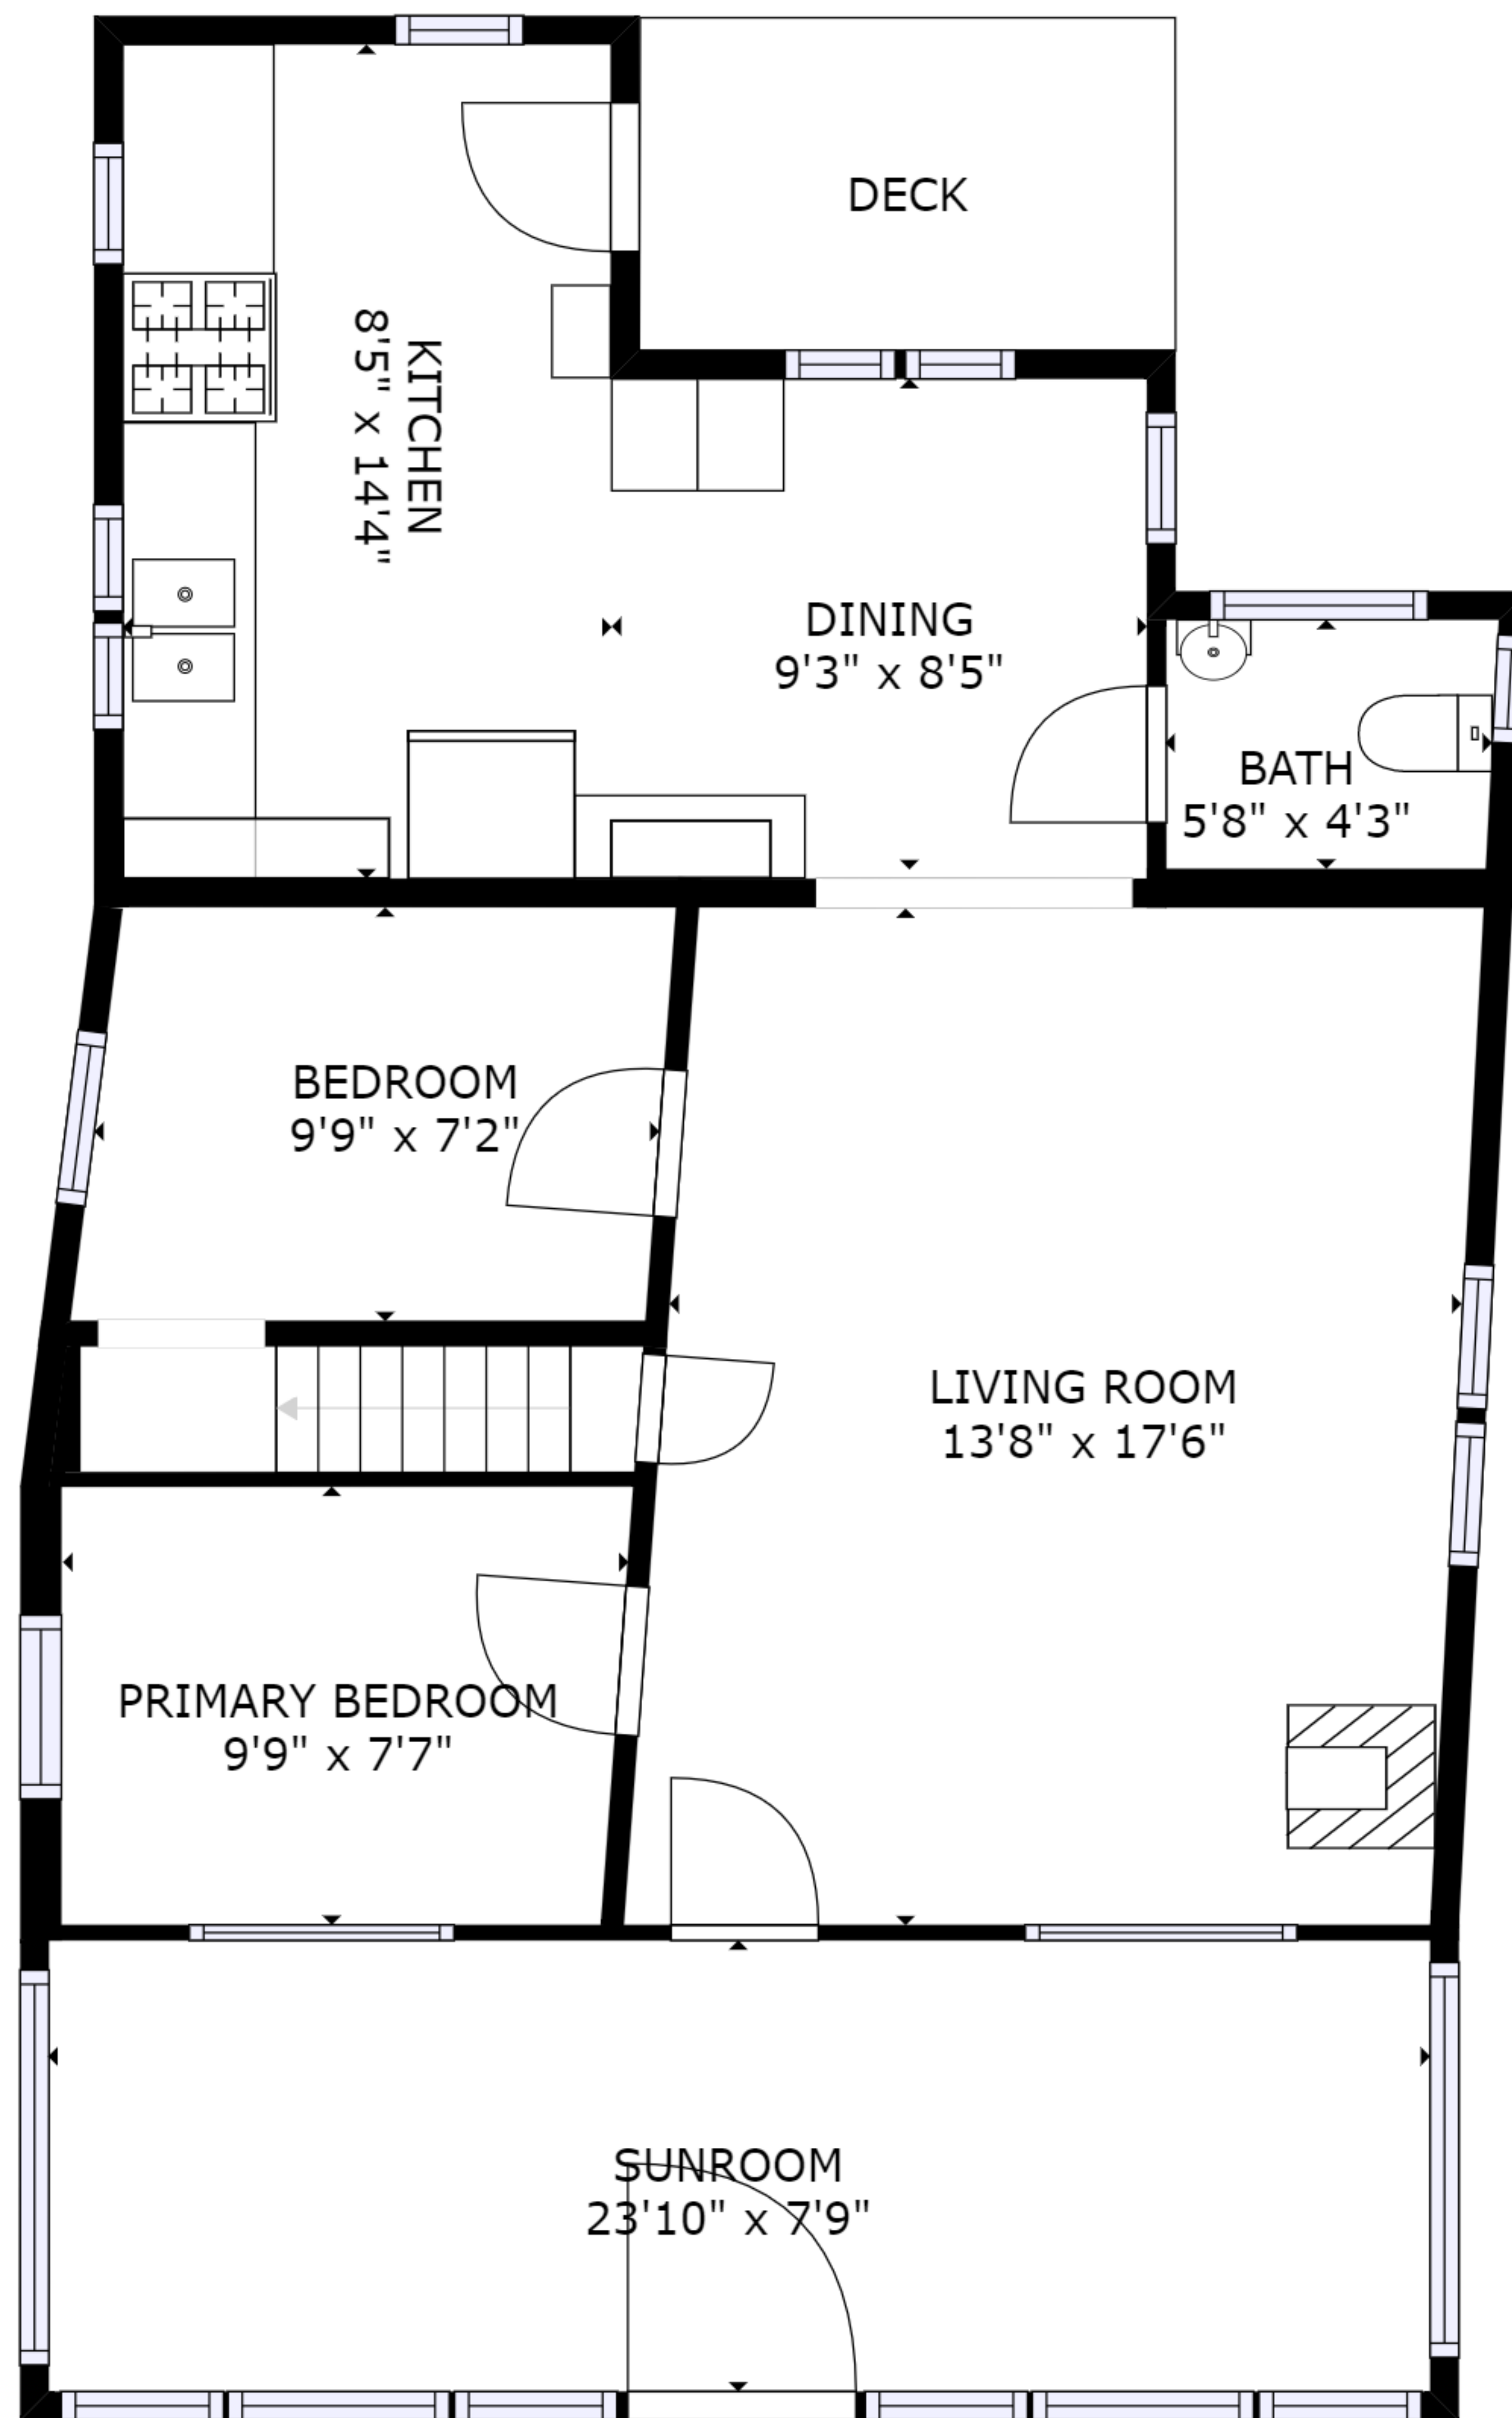 DECK
KITCHEN
8'5" x 14'4"
DINING
9'3" x 8'5"
BATH
5'8" x 4'3"
BEDROOM
9'9" x 7'2"
LIVING ROOM
13'8" x 17'6"
PRIMARY BEDROOM
9'9" x 7'7"
SUNROOM
23'10" x 7'9"